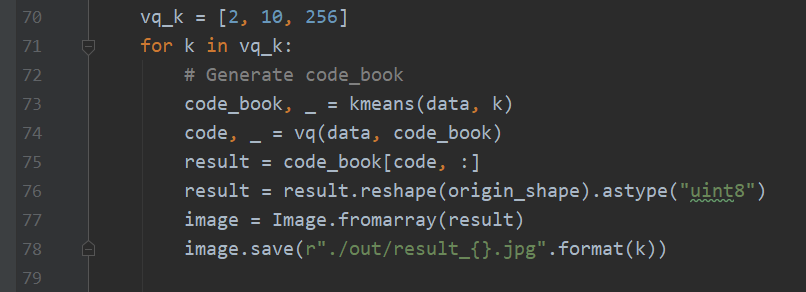 70 vq_k = [2, 10, 256]
71 for k in vq_k:
72 # Generate code_book
73 code_book, _ = kmeans(data, k)
74 code, _ = vq(data, code_book)
75 result = code_book[code, :]
76 result = result.reshape(origin_shape).astype("uint8")
77 image = Image.fromarray(result)
78 image.save(r"./out/result_{}.jpg".format(k))
79